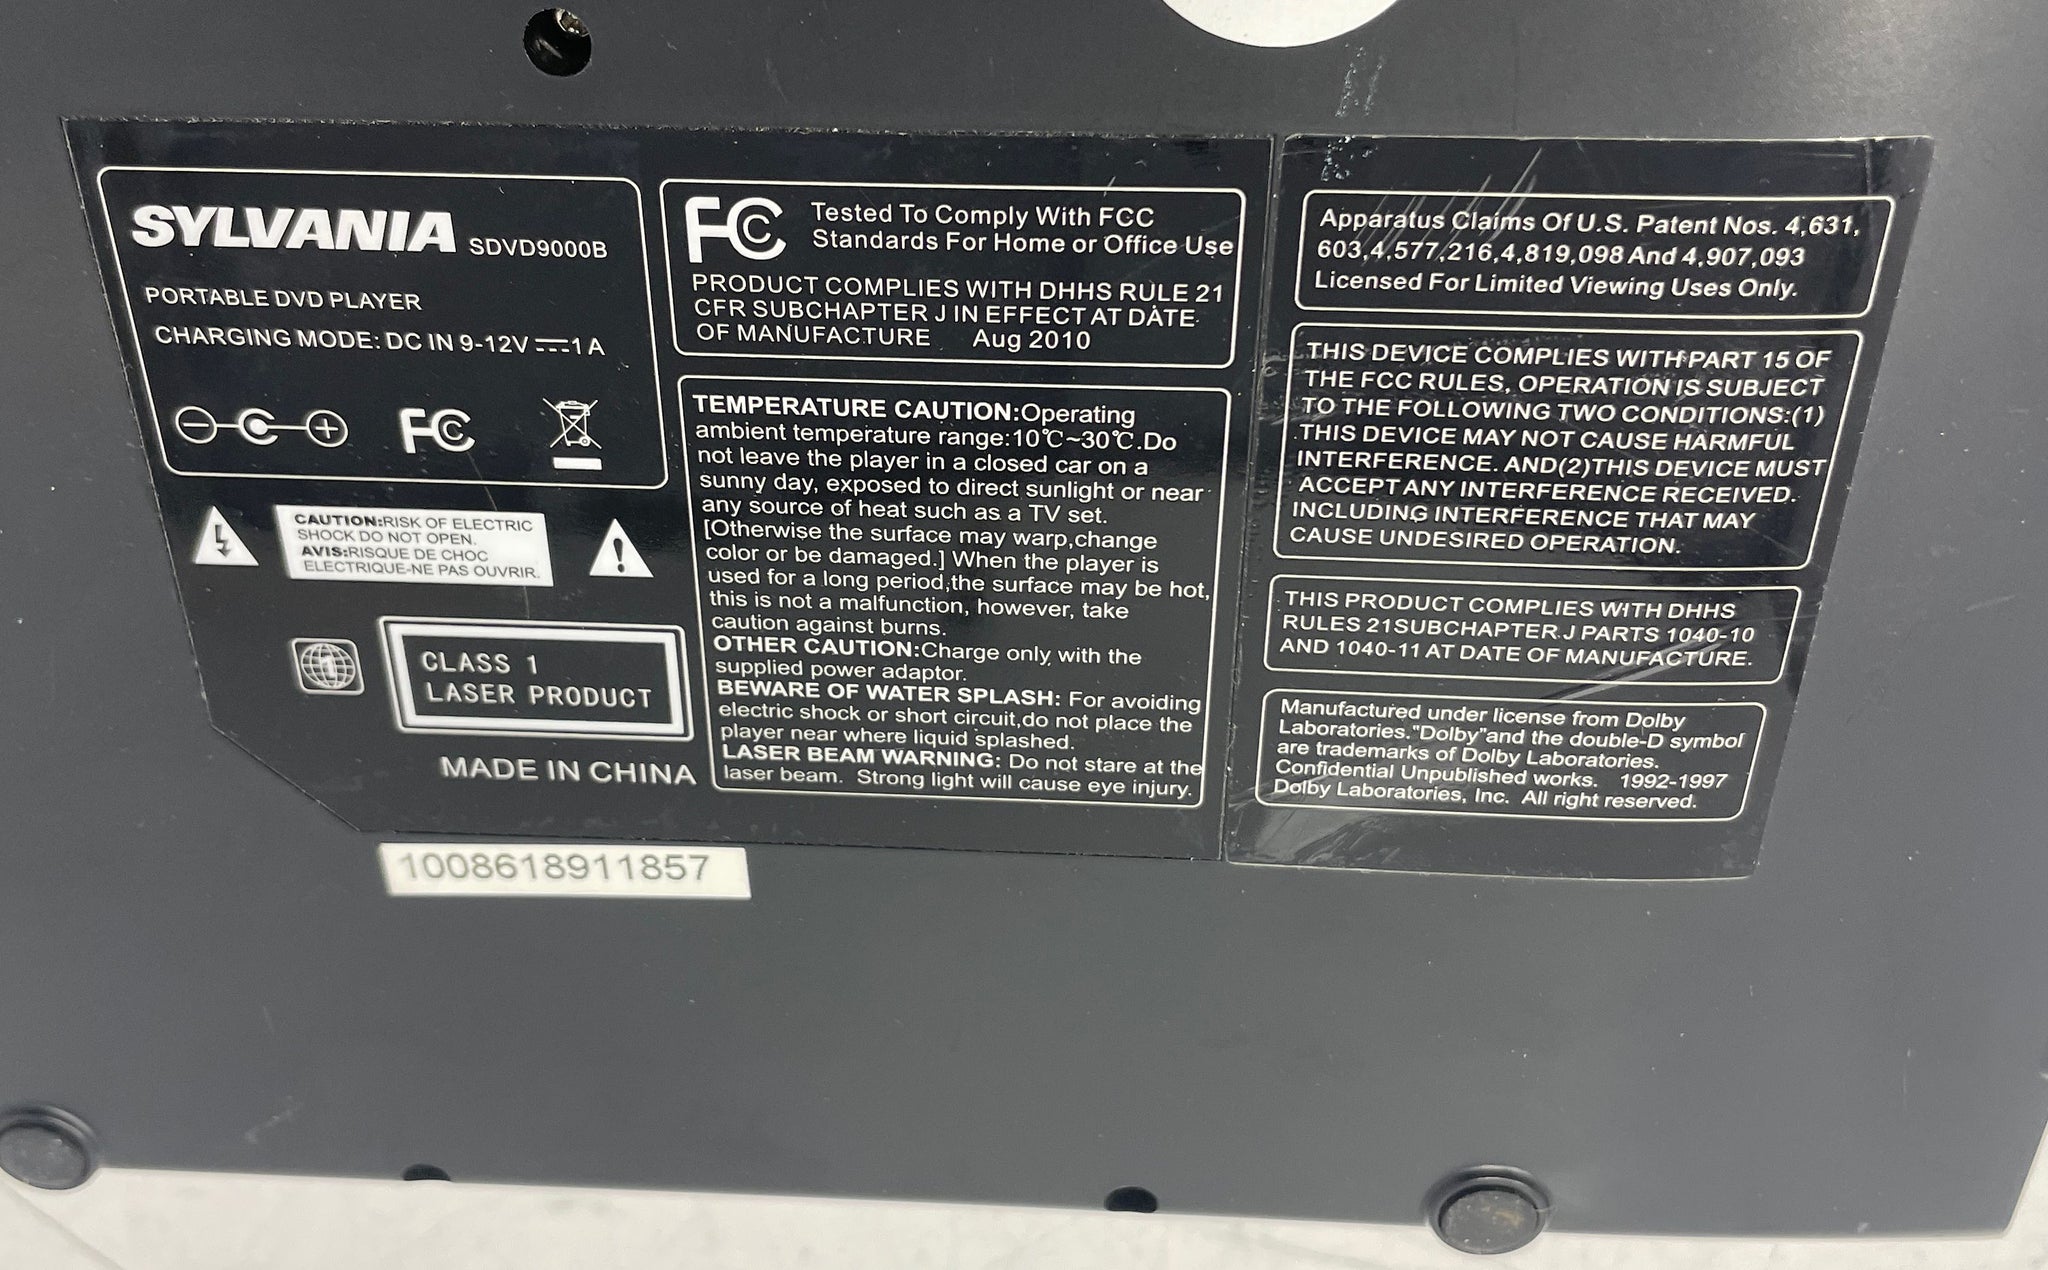 SYLVANIA SDVD9000B
PORTABLE DVD PLAYER
CHARGING MODE: DC IN 9-12V 1 A
FC
CAUTION:RISK OF ELECTRIC
SHOCK DO NOT OPEN.
AVIS:RISQUE DE CHOC
ELECTRIQUE-NE PAS OUVRIR.
1
CLASS 1
LASER PRODUCT
MADE IN CHINA
1008618911857
FC Tested To Comply With FCC
Standards For Home or Office Use
PRODUCT COMPLIES WITH DHHS RULE 21
CFR SUBCHAPTER J IN EFFECT AT DATE
OF MANUFACTURE Aug 2010
TEMPERATURE CAUTION:Operating
ambient temperature range:10℃~30℃.Do
not leave the player in a closed car on a
sunny day, exposed to direct sunlight or near
any source of heat such as a TV set.
[Otherwise the surface may warp,change
color or be damaged.] When the player is
used for a long period,the surface may be hot,
this is not a malfunction, however, take
caution against burns.
OTHER CAUTION:Charge only with the
supplied power adaptor.
BEWARE OF WATER SPLASH: For avoiding
electric shock or short circuit,do not place the
player near where liquid splashed.
LASER BEAM WARNING: Do not stare at the
laser beam. Strong light will cause eye injury.
Apparatus Claims Of U.S. Patent Nos. 4,631,
603,4,577,216,4,819,098 And 4,907,093
Licensed For Limited Viewing Uses Only.
THIS DEVICE COMPLIES WITH PART 15 OF
THE FCC RULES, OPERATION IS SUBJECT
TO THE FOLLOWING TWO CONDITIONS:(1)
THIS DEVICE MAY NOT CAUSE HARMFUL
INTERFERENCE. AND(2)THIS DEVICE MUST
ACCEPT ANY INTERFERENCE RECEIVED.
INCLUDING INTERFERENCE THAT MAY
CAUSE UNDESIRED OPERATION.
THIS PRODUCT COMPLIES WITH DHHS
RULES 21SUBCHAPTER J PARTS 1040-10
AND 1040-11 AT DATE OF MANUFACTURE.
Manufactured under license from Dolby
Laboratories."Dolby"and the double-D symbol
are trademarks of Dolby Laboratories.
Confidential Unpublished works. 1992-1997
Dolby Laboratories, Inc. All right reserved.